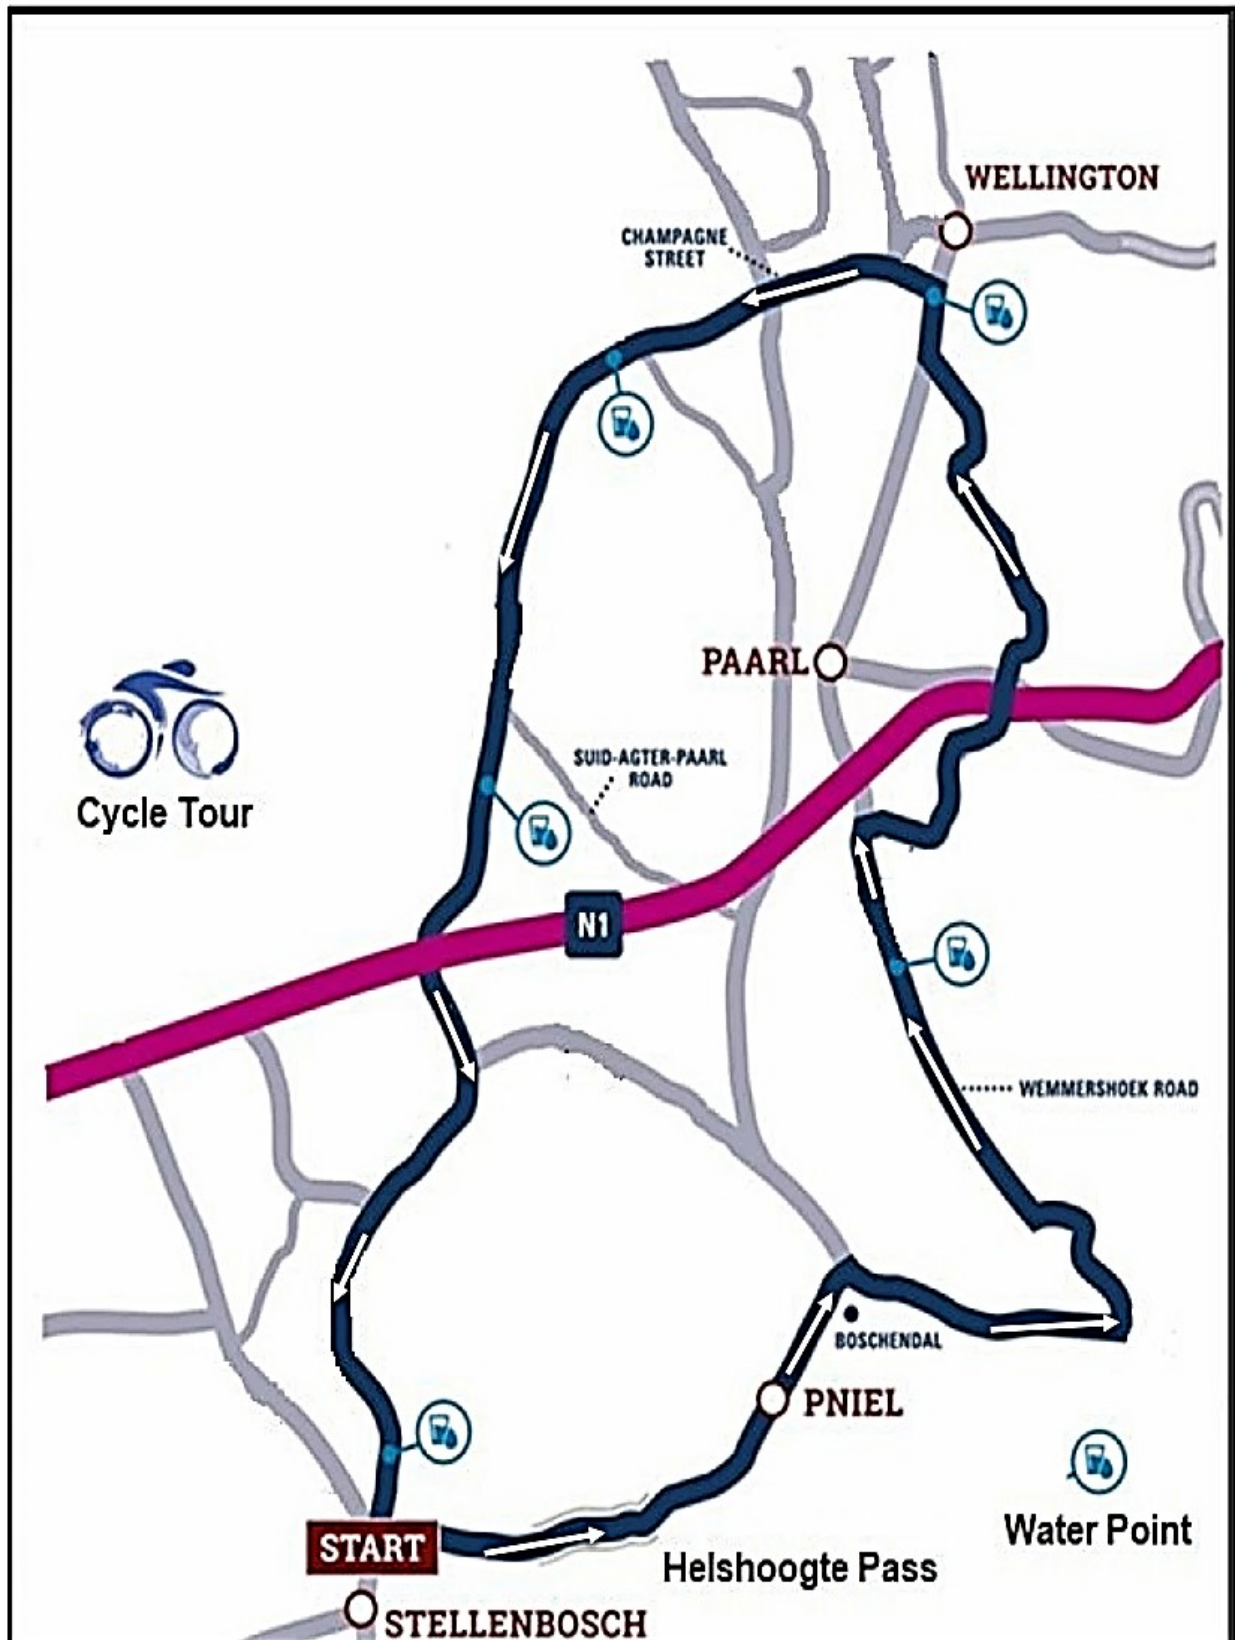 WELLINGTON
CHAMPAGNE
STREET
PAARL
SUID-AGTER-PAARL
ROAD
Cycle Tour
N1
WEMMERSHOEK ROAD
BOSCHENDAL
PNIEL
Water Point
START
Helshoogte Pass
STELLENBOSCH